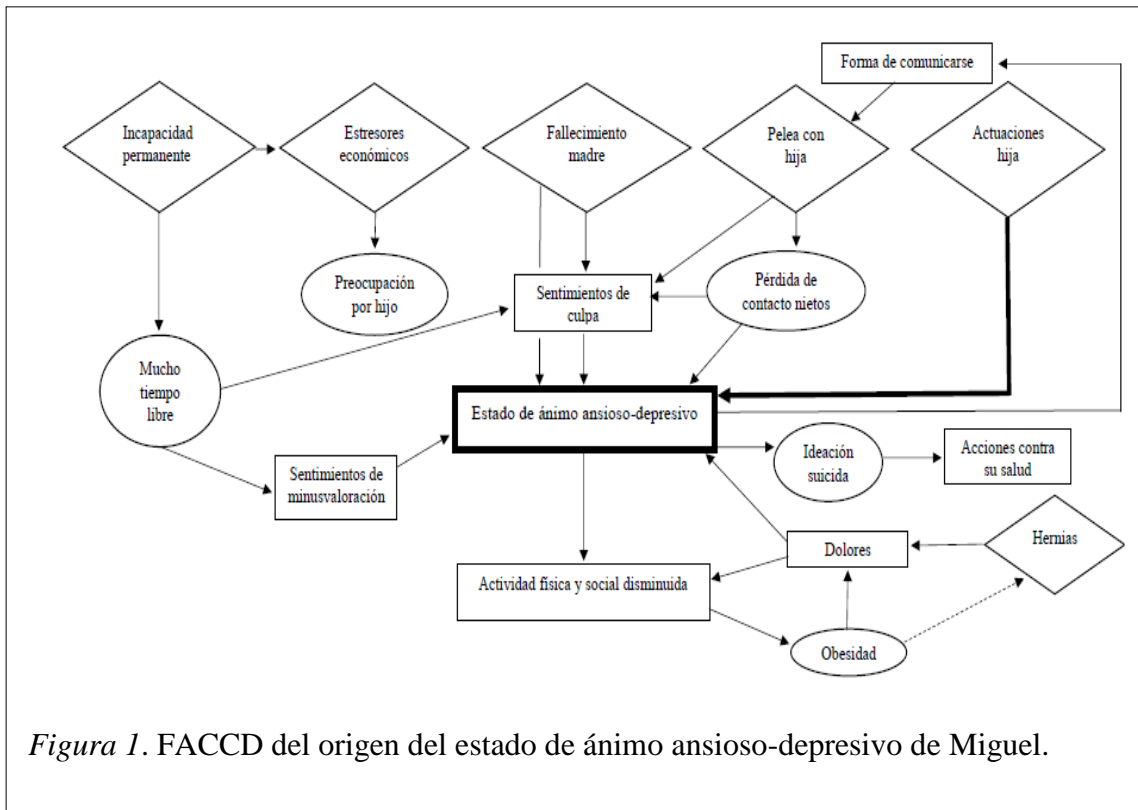 Forma de comunicarse
Incapacidad
permanente
Estresores
económicos
Fallecimiento
madre
Pelea con
hija
Actuaciones
hija
Preocupación
por hijo
Sentimientos de
culpa
Pérdida de
contacto nietos
Mucho
tiempo
libre
Estado de ánimo ansioso-depresivo
Sentimientos de
minusvaloración
Ideación
suicida
Acciones contra
su salud
Dolores
Hernias
Actividad física y social disminuida
Obesidad
Figura 1. FACCD del origen del estado de ánimo ansioso-depresivo de Miguel.